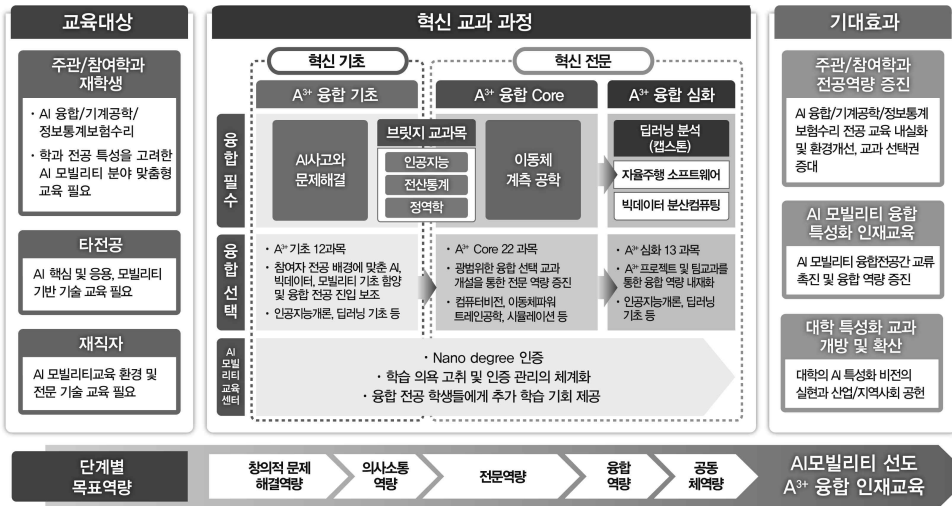 교육대상
주관/참여학과
재학생
· AI 융합/기계공학/
정보통계보험수리
· 학과 전공 특성을 고려한
AI 모빌리티 분야 맞춤형
교육 필요
타전공
AI 핵심 및 응용, 모빌리티
기반 기술 교육 필요
재직자
AI 모빌리티교육 환경 및
전문 기술 교육 필요
혁신 교과 과정
혁신 기초
혁신 전문
A³⁺ 융합 기초
A³⁺ 융합 Core
A³⁺ 융합 심화
융합 필수
AI사고와
문제해결
브릿지 교과목
인공지능
전산통계
정역학
이동체
계측 공학
딥러닝 분석
(캡스톤)
자율주행 소프트웨어
빅데이터 분산컴퓨팅
융합 선택
· A³⁺ 기초 12과목
· 참여자 전공 배경에 맞춘 AI,
빅데이터, 모빌리티 기초 함양
및 융합 전공 진입 보조
· 인공지능개론, 딥러닝 기초 등
· A³⁺ Core 22 과목
· 광범위한 융합 선택 교과
개설을 통한 전문 역량 증진
· 컴퓨터비전, 이동체파워
트레인공학, 시뮬레이션 등
· A³⁺ 심화 13 과목
· A³⁺ 프로젝트 및 팀교과를
통한 융합 역량 내재화
· 인공지능개론, 딥러닝
기초 등
AI
모빌
리티
교육
센터
· Nano degree 인증
· 학습 의욕 고취 및 인증 관리의 체계화
· 융합 전공 학생들에게 추가 학습 기회 제공
기대효과
주관/참여학과
전공역량 증진
AI 융합/기계공학/정보통계
보험수리 전공 교육 내실화
및 환경개선, 교과 선택권
증대
AI 모빌리티 융합
특성화 인재교육
AI 모빌리티 융합전공간 교류
촉진 및 융합 역량 증진
대학 특성화 교과
개방 및 확산
대학의 AI 특성화 비전의
실현과 산업/지역사회 공헌
단계별
목표역량
창의적 문제
해결역량
의사소통
역량
전문역량
융합
역량
공동
체역량
AI모빌리티 선도
A³⁺ 융합 인재교육